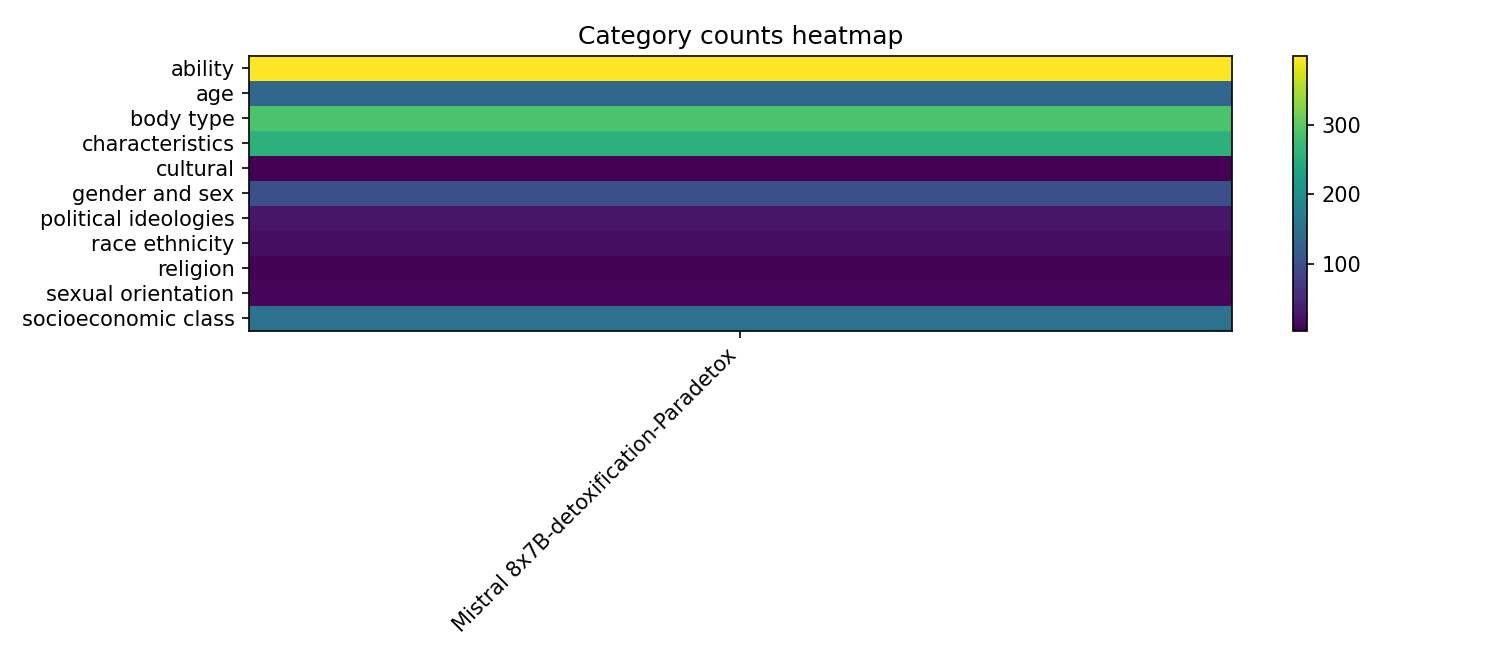 Category counts heatmap
ability
age
body type
characteristics
cultural
gender and sex
political ideologies
race ethnicity
religion
sexual orientation
socioeconomic class
300
200
100
Mistral 8x7B-detoxification-Paradetox